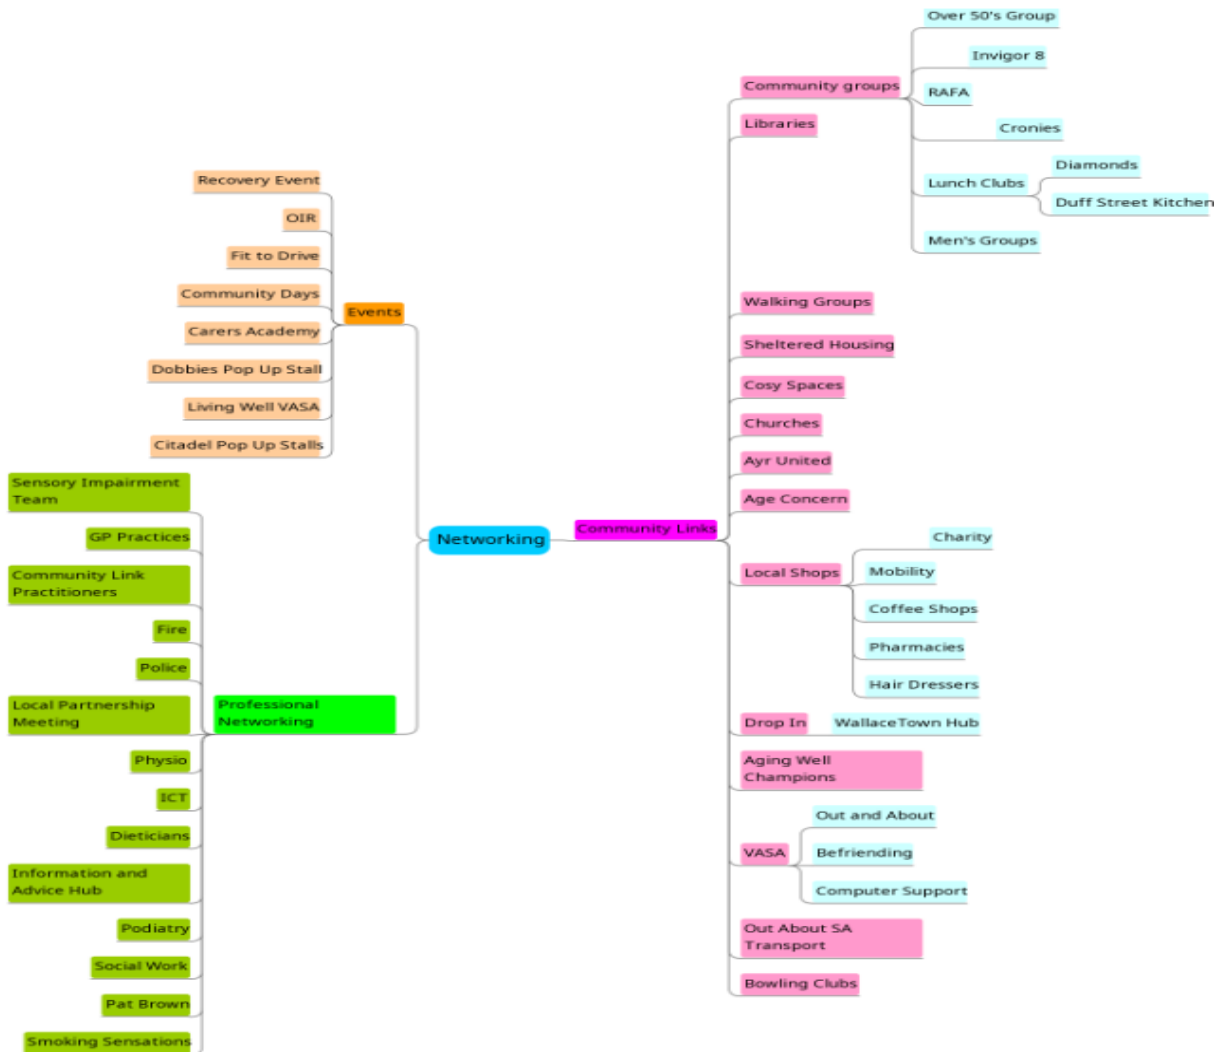 Networking
Events
Recovery Event
OIR
Fit to Drive
Community Days
Carers Academy
Dobbies Pop Up Stall
Living Well VASA
Citadel Pop Up Stalls
Professional
Networking
Sensory Impairment
Team
GP Practices
Community Link
Practitioners
Fire
Police
Local Partnership
Meeting
Physio
ICT
Dieticians
Information and
Advice Hub
Podiatry
Social Work
Pat Brown
Smoking Sensations
Community Links
Community groups
Over 50's Group
Invigor 8
RAFA
Cronies
Lunch Clubs
Diamonds
Duff Street Kitchen
Men's Groups
Libraries
Walking Groups
Sheltered Housing
Cosy Spaces
Churches
Ayr United
Age Concern
Local Shops
Charity
Mobility
Coffee Shops
Pharmacies
Hair Dressers
Drop In
WallaceTown Hub
Aging Well
Champions
VASA
Out and About
Befriending
Computer Support
Out About SA
Transport
Bowling Clubs